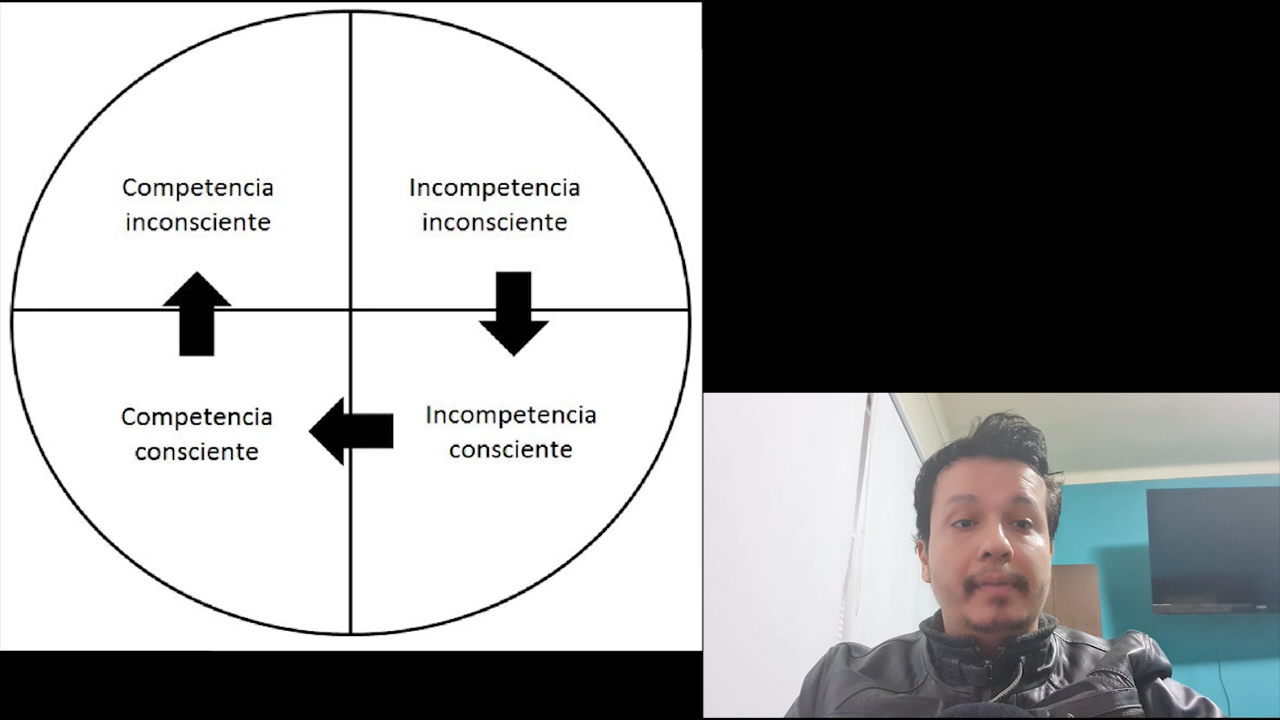 Competencia
inconsciente
Incompetencia
inconsciente
Competencia
consciente
Incompetencia
consciente